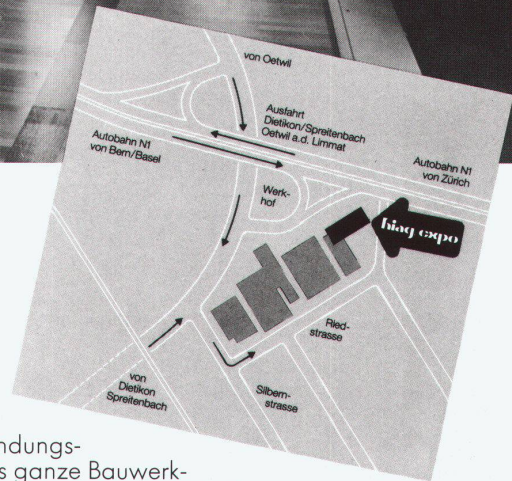 von Oetwil
Ausfahrt
Dietikon/Spreitenbach
Oetwil a.d. Limmat
Autobahn N1
von Bern/Basel
Autobahn N1
von Zürich
Werk-
hof
hiag expo
Ried-
strasse
Silbern-
strasse
von
Dietikon
Spreitenbach
ndungs-
s ganze Bauwerk-